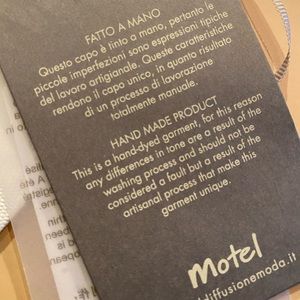 FATTO A MANO
Questo capo è tinto a mano, pertanto le
piccole imperfezioni sono espressioni tipiche
del lavoro artigianale. Queste caratteristiche
rendono il capo unico, in quanto risultato
di un processo di lavorazione
totalmente manuale.
HAND MADE PRODUCT
This is a hand-dyed garment, for this reason
any differences in tone are a result of the
washing process and should not be
considered a fault but a result of the
artisanal process that make this
garment unique.
Motel
diffusionemoda.it